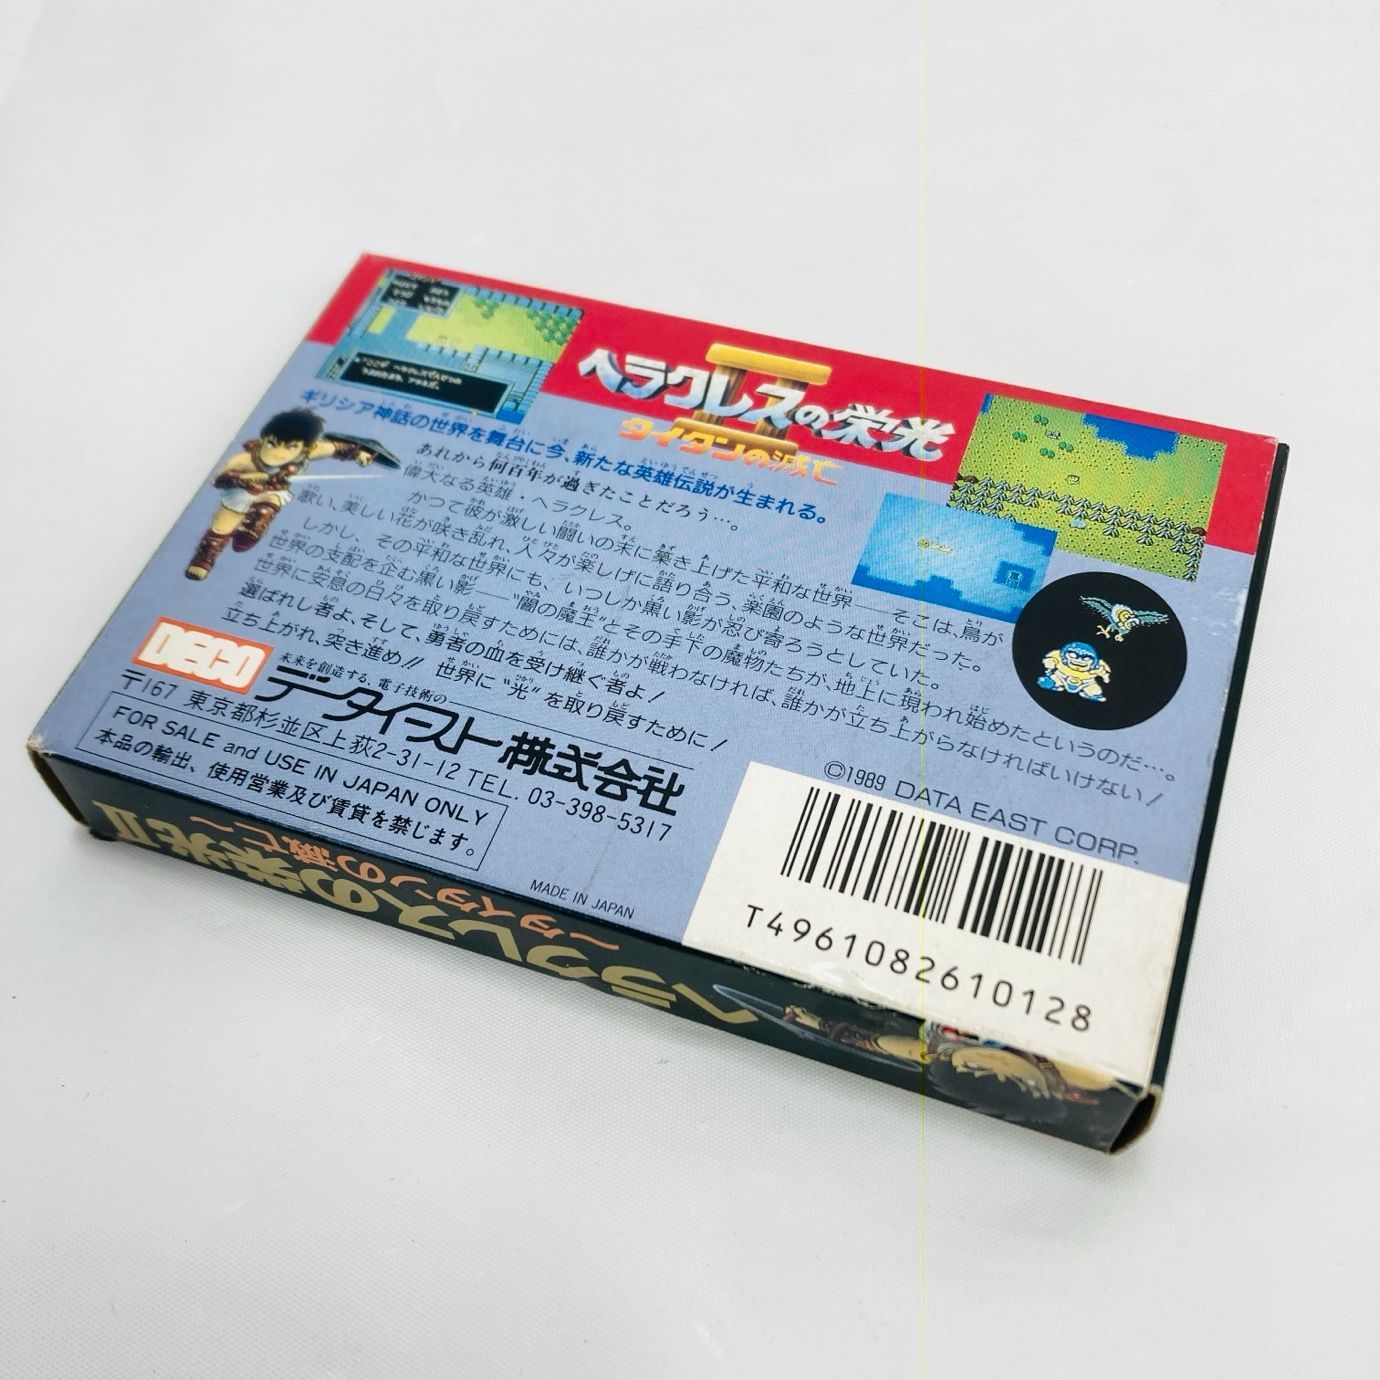 ヘラクレスの栄光
II
タイタンの滅亡
ギリシア神話の世界を舞台に今、新たな英雄伝説が生まれる。
あれから何百年が過ぎたことだろう…。
偉大なる英雄・ヘラクレス。
かつて彼が激しい闘いの末に築き上げた平和な世界——そこは、鳥が
歌い、美しい花が咲き乱れ、人々が楽しげに語り合う、楽園のような世界だった。
しかし、その平和な世界にも、いつしか黒い影が忍び寄ろうとしていた。
世界の支配を企む黒い影——"闇の魔王"とその手下の魔物たちが、地上に現われ始めたというのだ…。
世界に安息の日々を取り戻すためには、誰かが戦わなければ、誰かが立ち上がらなければいけない！
選ばれし者よ、そして、勇者の血を受け継ぐ者よ！
立ち上がれ、突き進め!! 世界に"光"を取り戻すために！
DECO
未来を創造する、電子技術の
データイースト株式会社
〒167 東京都杉並区上荻2-31-12 TEL. 03-398-5317
FOR SALE and USE IN JAPAN ONLY
本品の輸出、使用営業及び賃貸を禁じます。
©1989 DATA EAST CORP.
MADE IN JAPAN
T4961082610128
ヘラクレスの栄光II
〜タイタンの滅亡〜